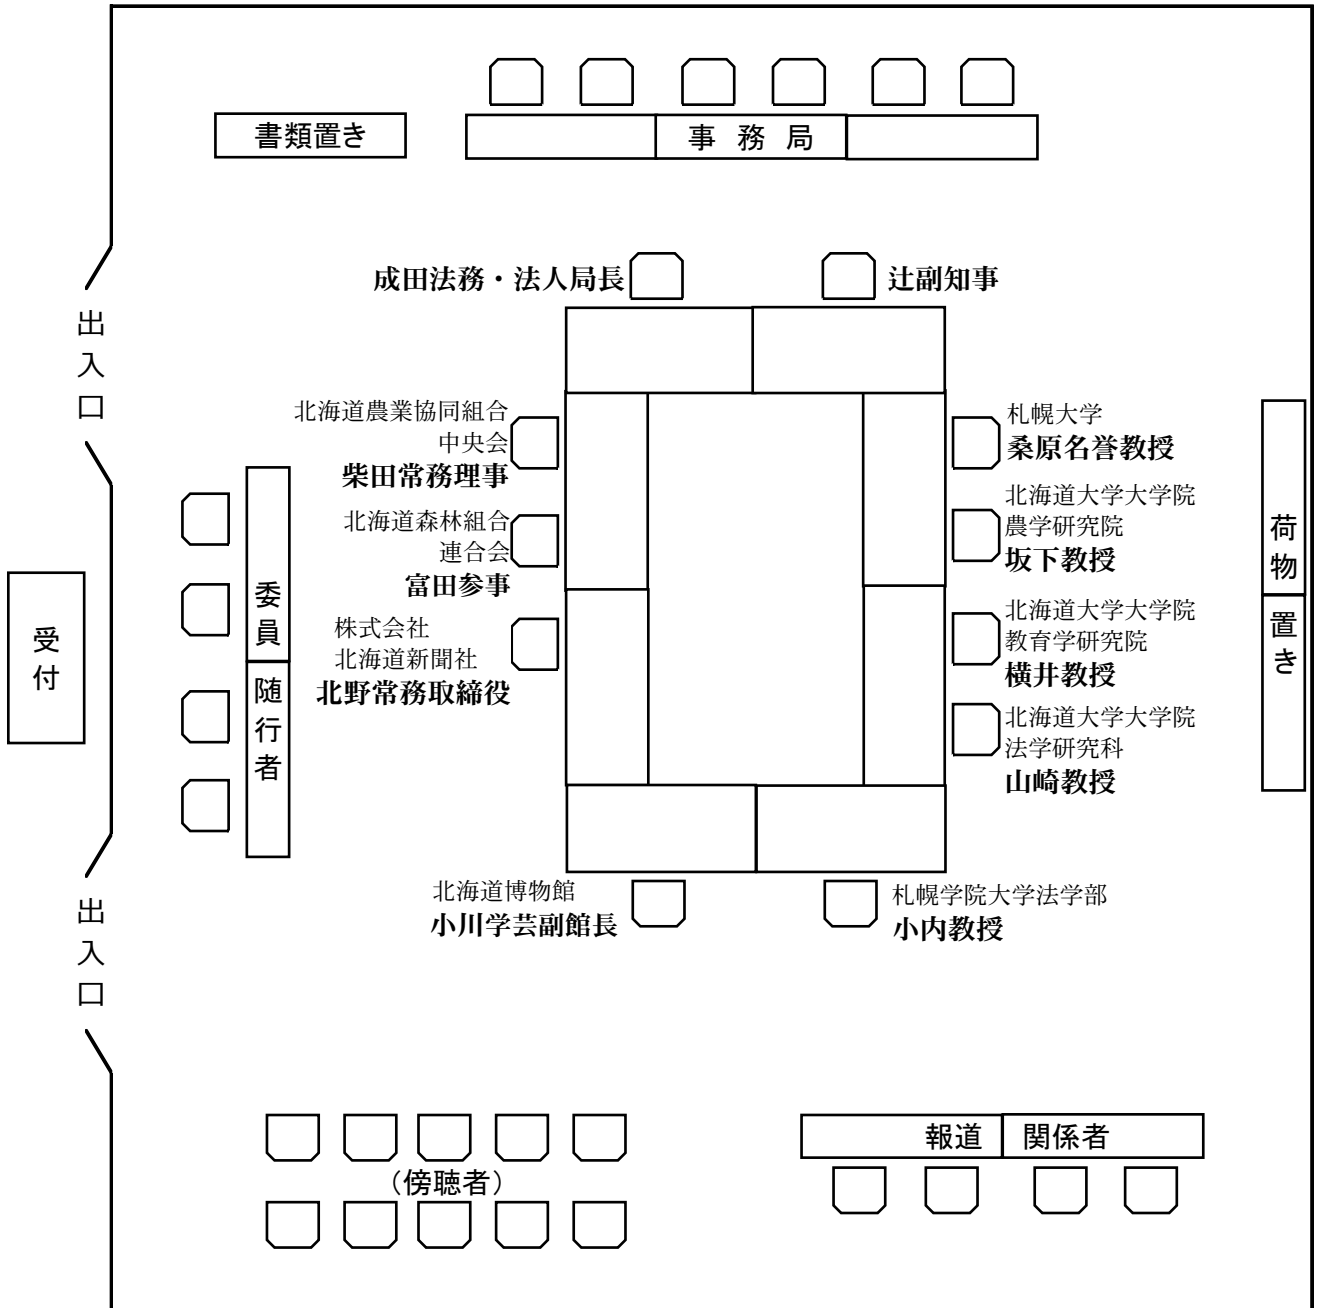 書類置き
事務局
成田法務・法人局長
辻副知事
出入口
北海道農業協同組合
中央会
柴田常務理事
北海道森林組合
連合会
富田参事
株式会社
北海道新聞社
北野常務取締役
札幌大学
桑原名誉教授
北海道大学大学院
農学研究院
坂下教授
北海道大学大学院
教育学研究院
横井教授
北海道大学大学院
法学研究科
山崎教授
荷物置き
委員随行者
受付
北海道博物館
小川学芸副館長
札幌学院大学法学部
小内教授
出入口
(傍聴者)
報道関係者